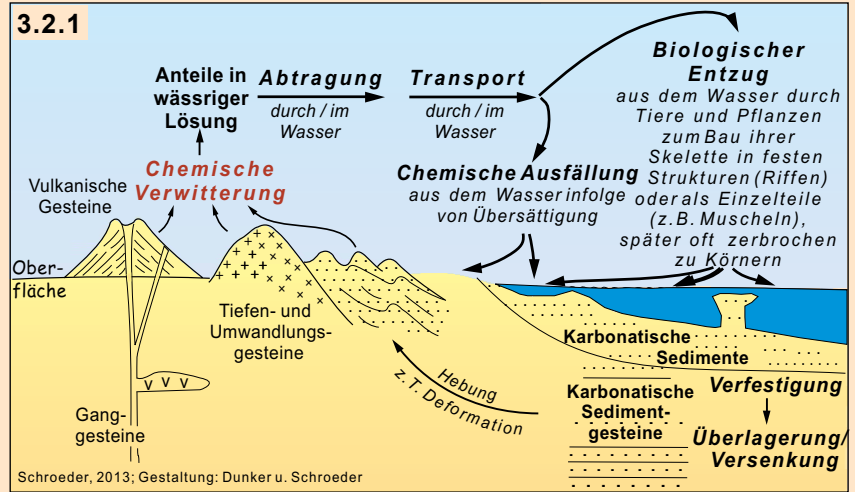 3.2.1
Anteile in
wässriger
Lösung
Abtragung
durch / im
Wasser
Transport
durch / im
Wasser
Biologischer
Entzug
aus dem Wasser durch
Tiere und Pflanzen
zum Bau ihrer
Skelette in festen
Strukturen (Riffen)
oder als Einzelteile
(z.B. Muscheln),
später oft zerbrochen
zu Körnern
Chemische
Verwitterung
Chemische Ausfällung
aus dem Wasser infolge
von Übersättigung
Vulkanische
Gesteine
Ober-
fläche
Tiefen- und
Umwandlungs-
gesteine
Gang-
gesteine
Hebung
z. T. Deformation
Karbonatische
Sedimente
Karbonatische
Sediment-
gesteine
Verfestigung
Überlagerung/
Versenkung
Schroeder, 2013; Gestaltung: Dunker u. Schroeder